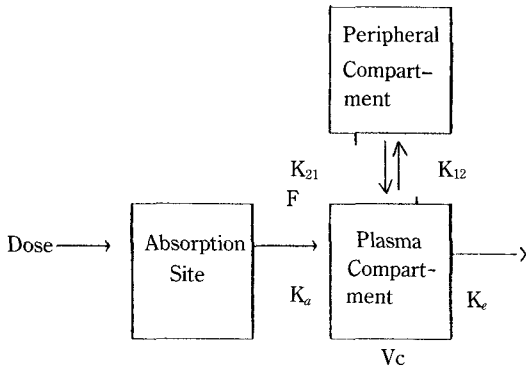 Peripheral
Compart-
ment
K21
K12
F
Dose
Absorption
Site
Plasma
Compart-
ment
Ka
Ke
Vc